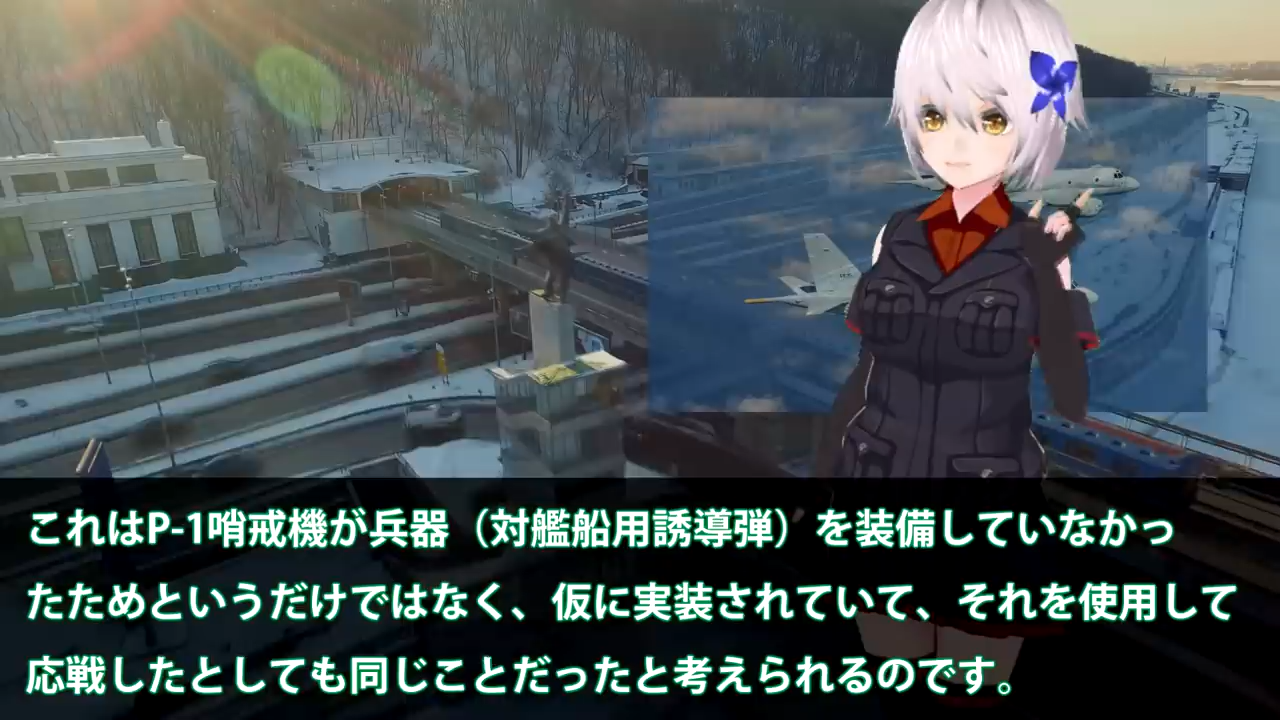 これはP-1哨戒機が兵器（対艦船用誘導弾）を装備していなかっ
たためというだけではなく、仮に実装されていて、それを使用して
応戦したとしても同じことだったと考えられるのです。